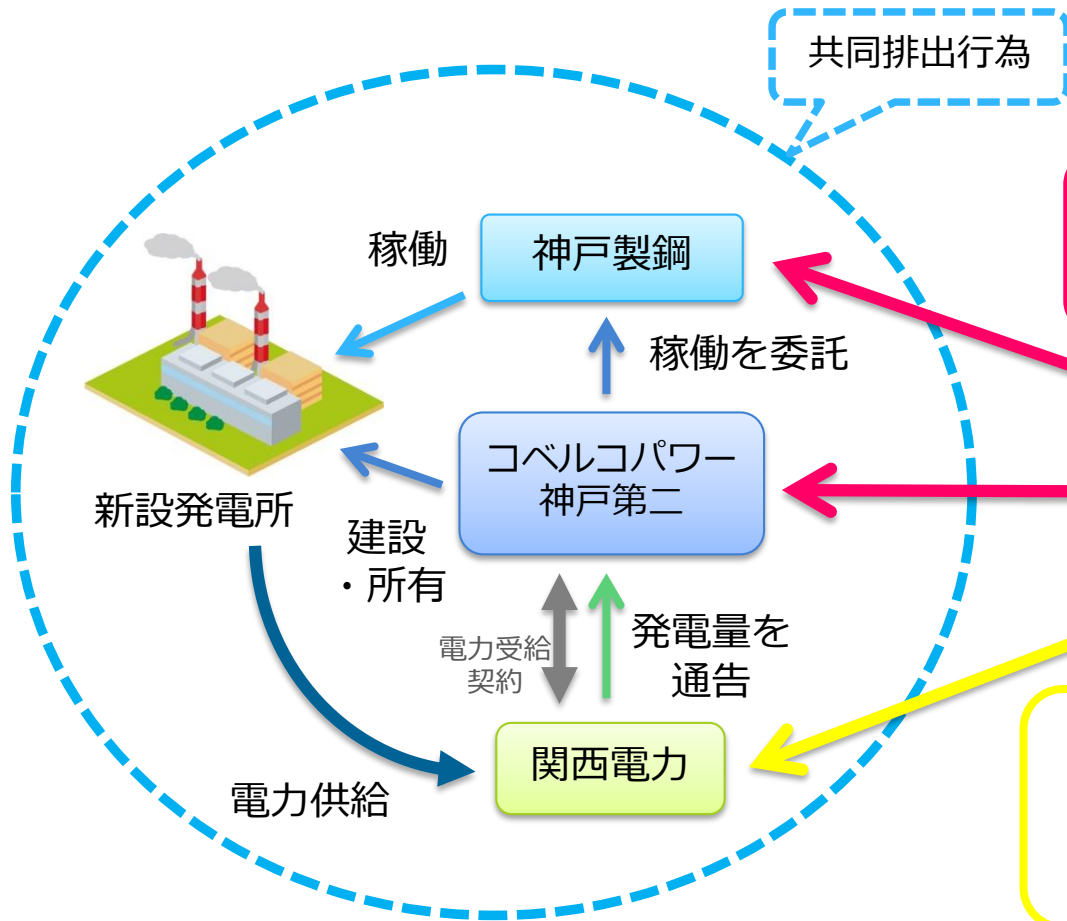 共同排出行為
稼働
神戸製鋼
稼働を委託
コベルコパワー
神戸第二
新設発電所
建設
・所有
電力受給
契約
発電量を
通告
関西電力
電力供給